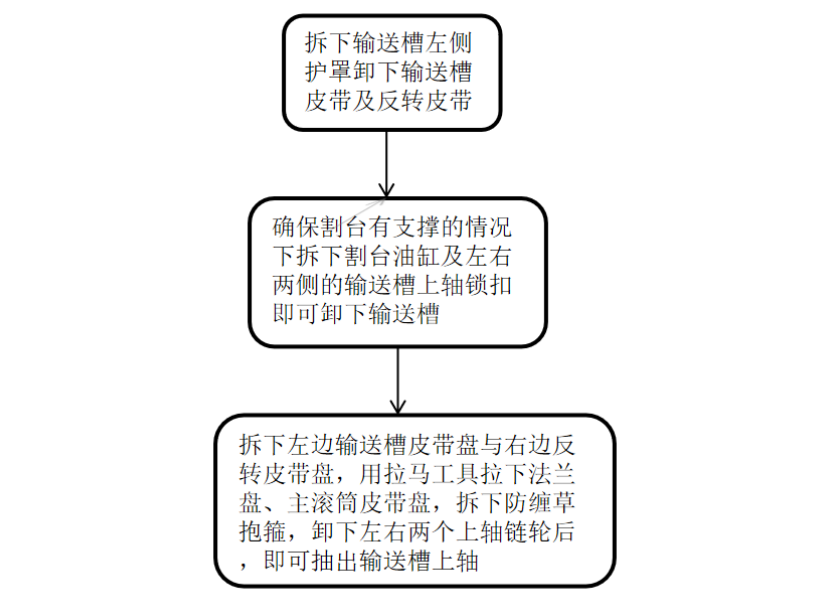 拆下输送槽左侧
护罩卸下输送槽
皮带及反转皮带
确保割台有支撑的情况
下拆下割台油缸及左右
两侧的输送槽上轴锁扣
即可卸下输送槽
拆下左边输送槽皮带盘与右边反
转皮带盘，用拉马工具拉下法兰
盘、主滚筒皮带盘，拆下防缠草
抱箍，卸下左右两个上轴链轮后
，即可抽出输送槽上轴